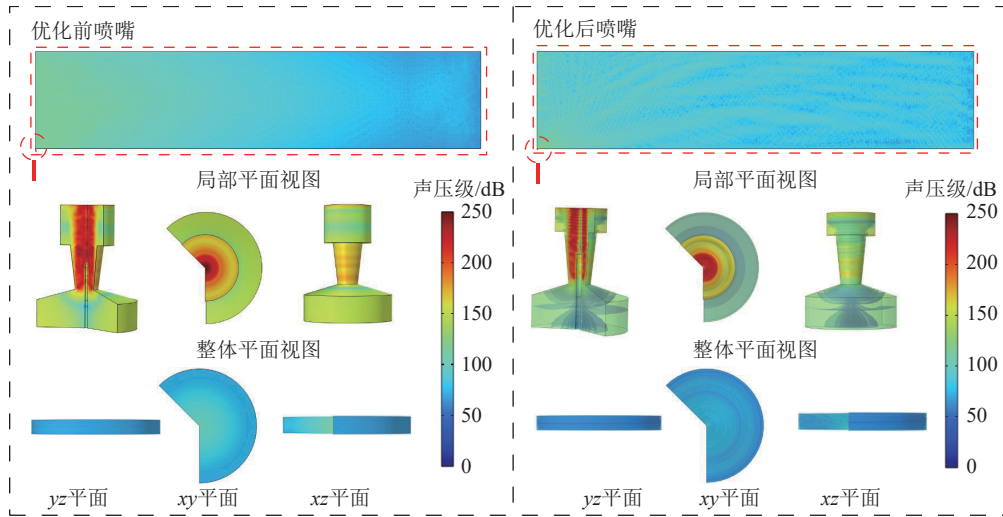 优化前喷嘴
I
局部平面视图
声压级/dB
250
200
150
100
50
0
整体平面视图
yz平面
xy平面
xz平面
优化后喷嘴
I
局部平面视图
声压级/dB
250
200
150
100
50
0
整体平面视图
yz平面
xy平面
xz平面